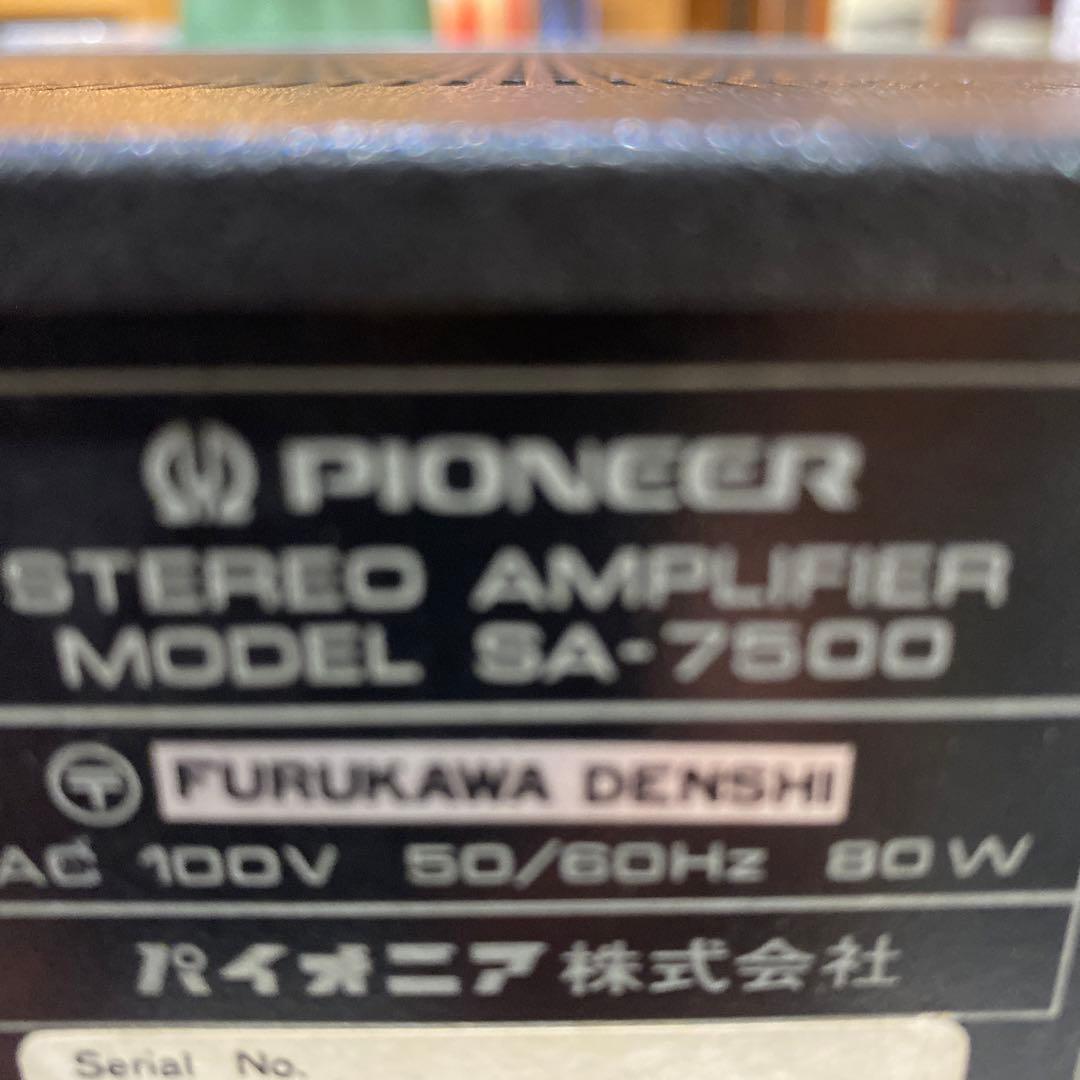 PIONEER
STEREO AMPLIFIER
MODEL SA-7500
FURUKAWA DENSHI
AC 100V 50/60Hz 80W
パイオニア株式会社
Serial No.